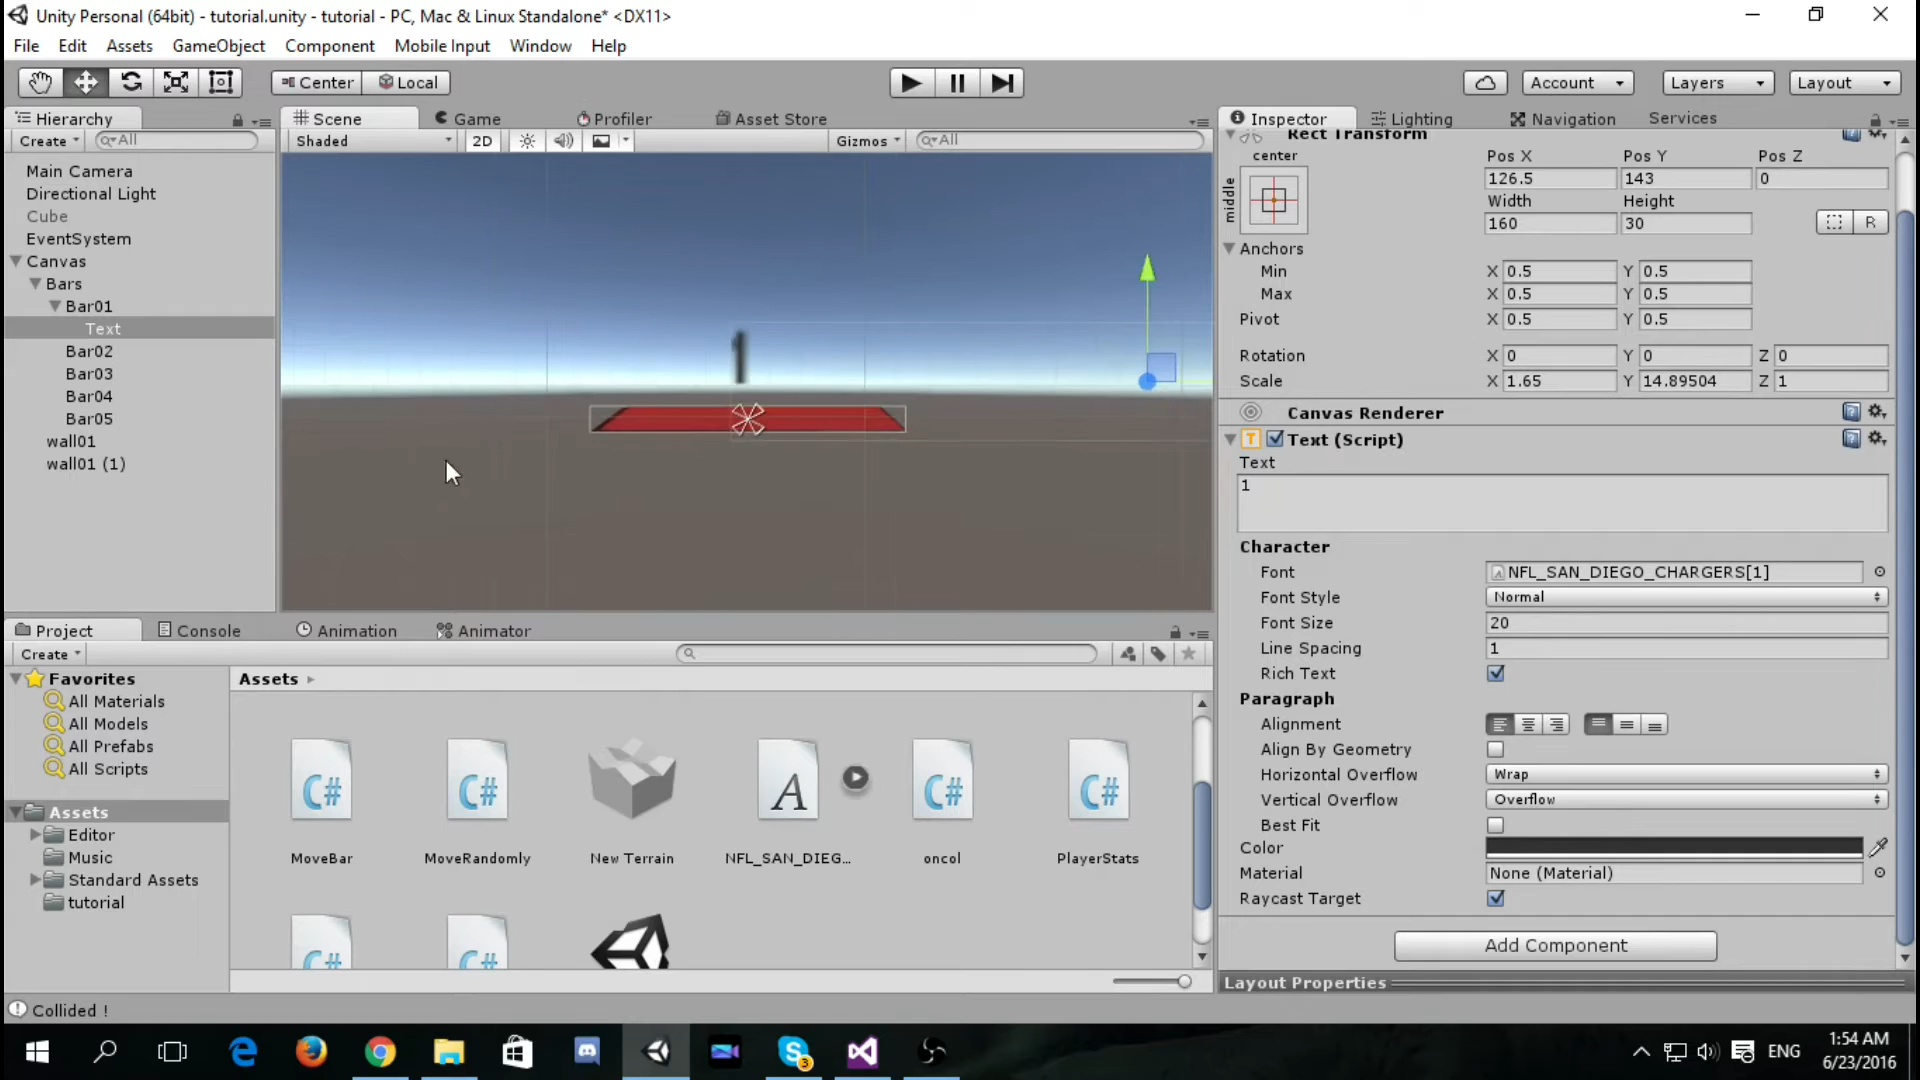 Unity Personal (64bit) - tutorial.unity - tutorial - PC, Mac & Linux Standalone* <DX11>
File Edit Assets GameObject Component Mobile Input Window Help
Center Local Account Layers Layout
Hierarchy
Create All
Main Camera
Directional Light
Cube
EventSystem
Canvas
Bars
Bar01
Text
Bar02
Bar03
Bar04
Bar05
wall01
wall01 (1)
Scene Game Profiler Asset Store
Shaded 2D Gizmos All
1
Inspector Lighting Navigation Services
Rect Transform
center
middle
Pos X Pos Y Pos Z
126.5 143 0
Width Height
160 30
R
Anchors
Min X 0.5 Y 0.5
Max X 0.5 Y 0.5
Pivot X 0.5 Y 0.5
Rotation X 0 Y 0 Z 0
Scale X 1.65 Y 14.89504 Z 1
Canvas Renderer
T Text (Script)
Text
1
Character
Font NFL_SAN_DIEGO_CHARGERS[1]
Font Style Normal
Font Size 20
Line Spacing 1
Rich Text
Paragraph
Alignment
Align By Geometry
Horizontal Overflow Wrap
Vertical Overflow Overflow
Best Fit
Color
Material None (Material)
Raycast Target
Add Component
Layout Properties
Project Console Animation Animator
Create
Favorites
All Materials
All Models
All Prefabs
All Scripts
Assets
Editor
Music
Standard Assets
tutorial
Assets
C# C# A C# C#
MoveBar MoveRandomly New Terrain NFL_SAN_DIEG... oncol PlayerStats
C# C#
Collided !
3
ENG
1:54 AM
6/23/2016